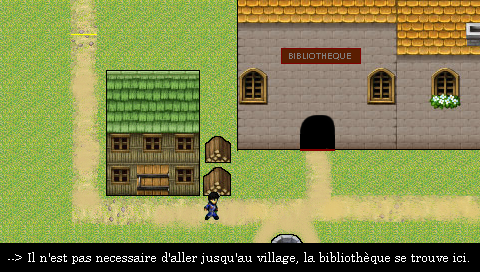 BIBLIOTHEQUE
--> Il n'est pas necessaire d'aller jusqu'au village, la bibliothèque se trouve ici.